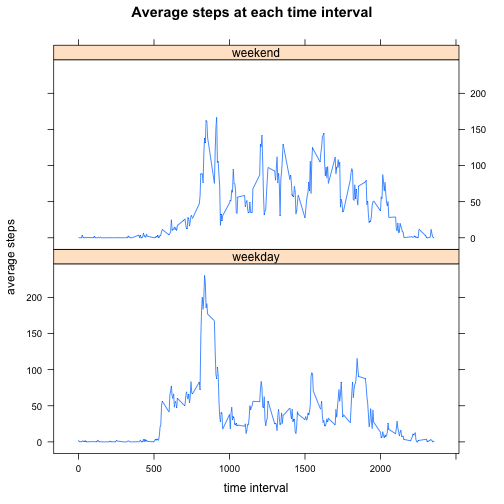 Average steps at each time interval
weekend
200
150
100
50
0
average steps
weekday
200
150
100
50
0
0 500 1000 1500 2000
time interval